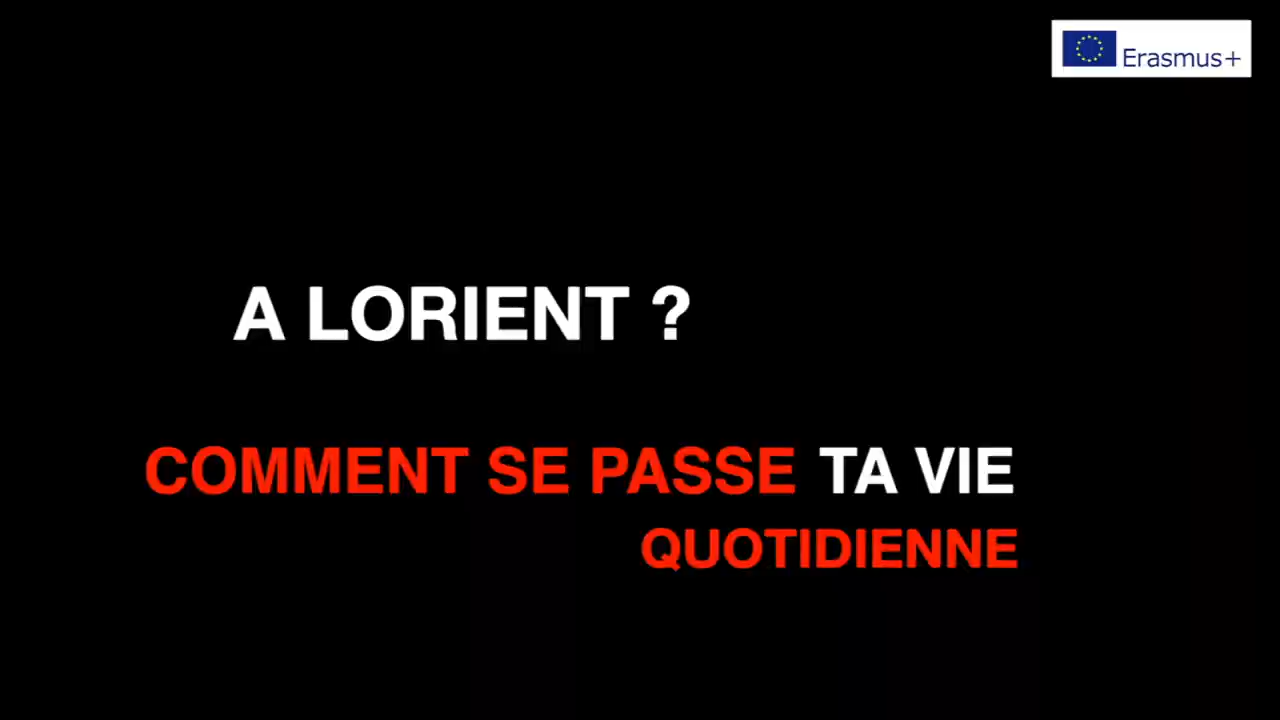 Erasmus+
A LORIENT ?
COMMENT SE PASSE TA VIE
QUOTIDIENNE